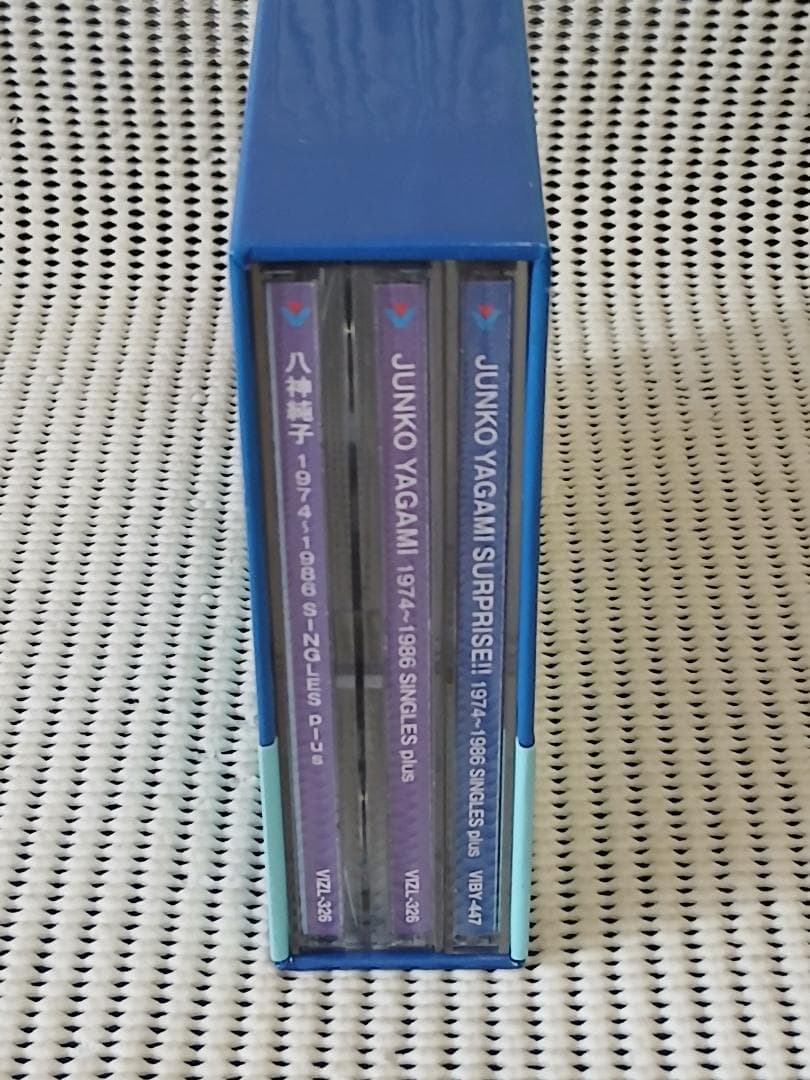 八神純子 1974~1986 SINGLES plus VIZL-326
JUNKO YAGAMI 1974~1986 SINGLES plus VIZL-326
JUNKO YAGAMI SURPRISE!! 1974~1986 SINGLES plus VIBY-447